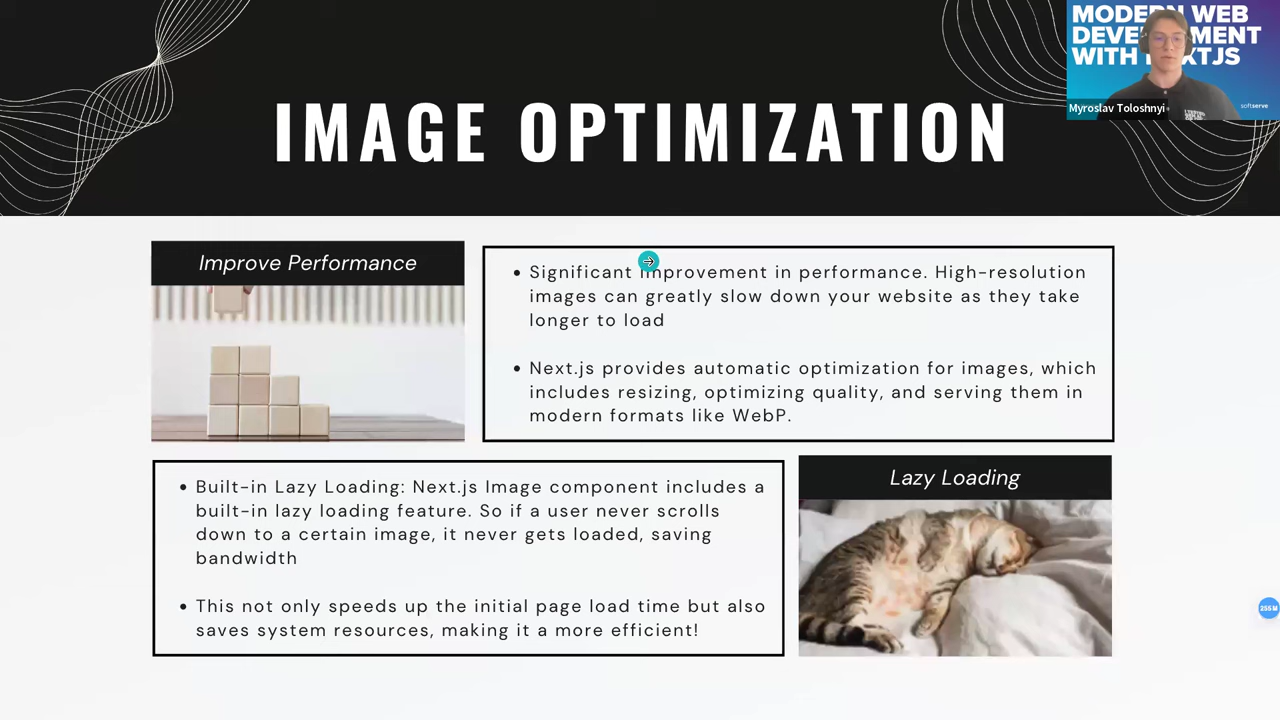 MODERN WEB
DEVE MENT
WITH N XTJS
Myroslav Toloshnyi
softserve
IMAGE OPTIMIZATION
Improve Performance
• Significant improvement in performance. High-resolution
images can greatly slow down your website as they take
longer to load
• Next.js provides automatic optimization for images, which
includes resizing, optimizing quality, and serving them in
modern formats like WebP.
• Built-in Lazy Loading: Next.js Image component includes a
built-in lazy loading feature. So if a user never scrolls
down to a certain image, it never gets loaded, saving
bandwidth
• This not only speeds up the initial page load time but also
saves system resources, making it a more efficient!
Lazy Loading
255M